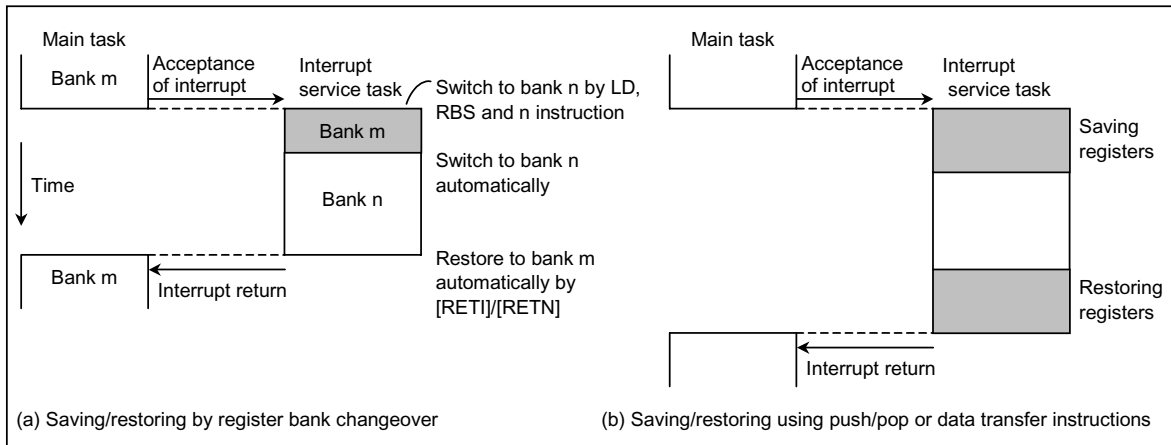 Main task
Bank m
Acceptance
of interrupt
Interrupt
service task
Switch to bank n by LD,
RBS and n instruction
Bank m
Switch to bank n
automatically
Time
Bank n
Bank m
Interrupt return
Restore to bank m
automatically by
[RETI]/[RETN]
(a) Saving/restoring by register bank changeover
Main task
Acceptance
of interrupt
Interrupt
service task
Saving
registers
Restoring
registers
Interrupt return
(b) Saving/restoring using push/pop or data transfer instructions